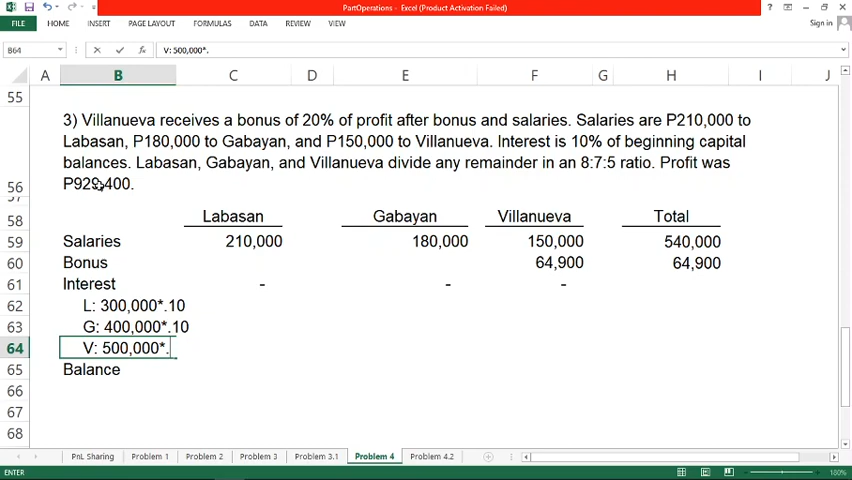 PartOperations - Excel (Product Activation Failed)
FILE HOME INSERT PAGE LAYOUT FORMULAS DATA REVIEW VIEW Sign in
B64 fx V: 500,000*.
A B C D E F G H I J
55
56 3) Villanueva receives a bonus of 20% of profit after bonus and salaries. Salaries are P210,000 to
Labasan, P180,000 to Gabayan, and P150,000 to Villanueva. Interest is 10% of beginning capital
balances. Labasan, Gabayan, and Villanueva divide any remainder in an 8:7:5 ratio. Profit was
P929,400.
57
58 Labasan Gabayan Villanueva Total
59 Salaries 210,000 180,000 150,000 540,000
60 Bonus 64,900 64,900
61 Interest - - -
62 L: 300,000*.10
63 G: 400,000*.10
64 V: 500,000*.
65 Balance
66
67
68
PnL Sharing Problem 1 Problem 2 Problem 3 Problem 3.1 Problem 4 Problem 4.2
ENTER 180%